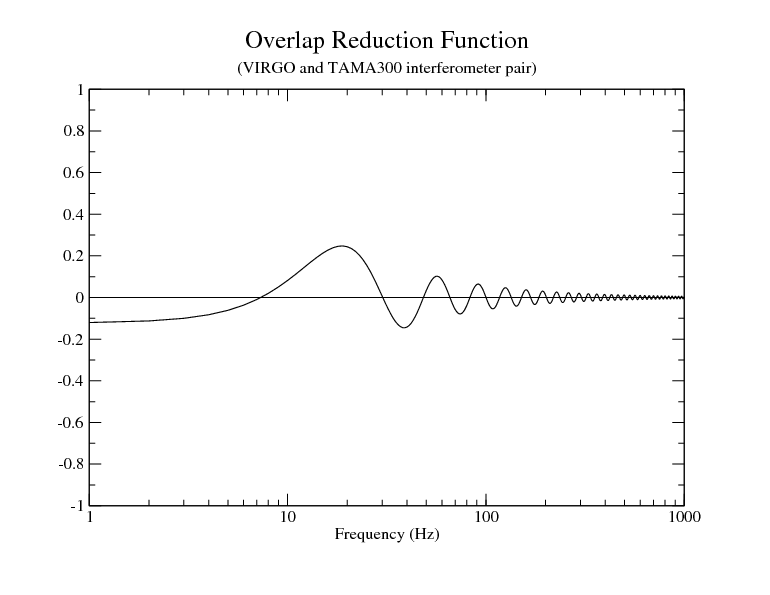 Overlap Reduction Function
(VIRGO and TAMA300 interferometer pair)
1
0.8
0.6
0.4
0.2
0
-0.2
-0.4
-0.6
-0.8
-1
1 10 100 1000
Frequency (Hz)